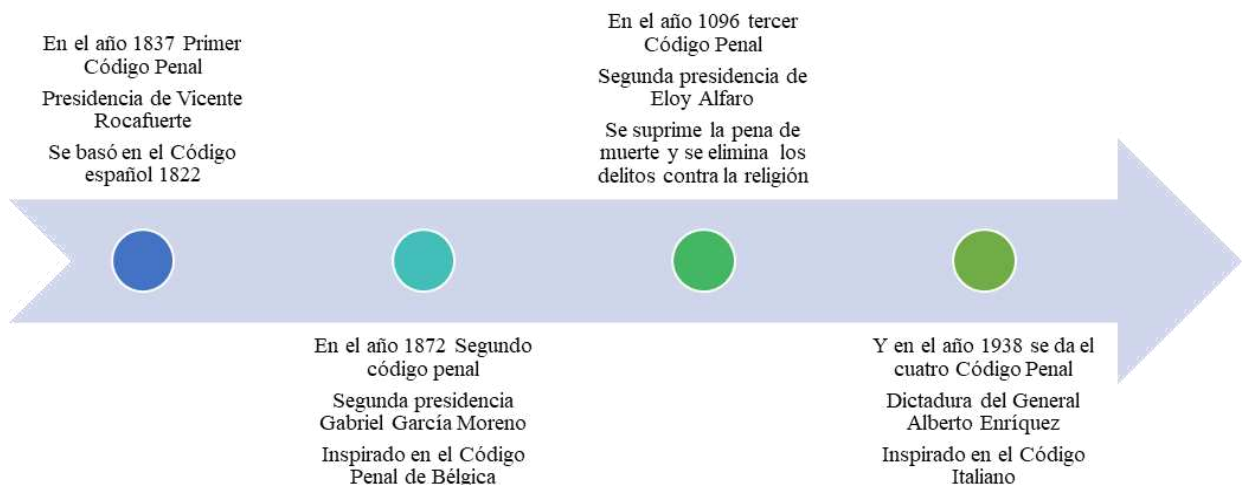 En el año 1837 Primer
Código Penal
Presidencia de Vicente
Rocafuerte
Se basó en el Código
español 1822
En el año 1872 Segundo
código penal
Segunda presidencia
Gabriel García Moreno
Inspirado en el Código
Penal de Bélgica
En el año 1096 tercer
Código Penal
Segunda presidencia de
Eloy Alfaro
Se suprime la pena de
muerte y se elimina los
delitos contra la religión
Y en el año 1938 se da el
cuatro Código Penal
Dictadura del General
Alberto Enríquez
Inspirado en el Código
Italiano